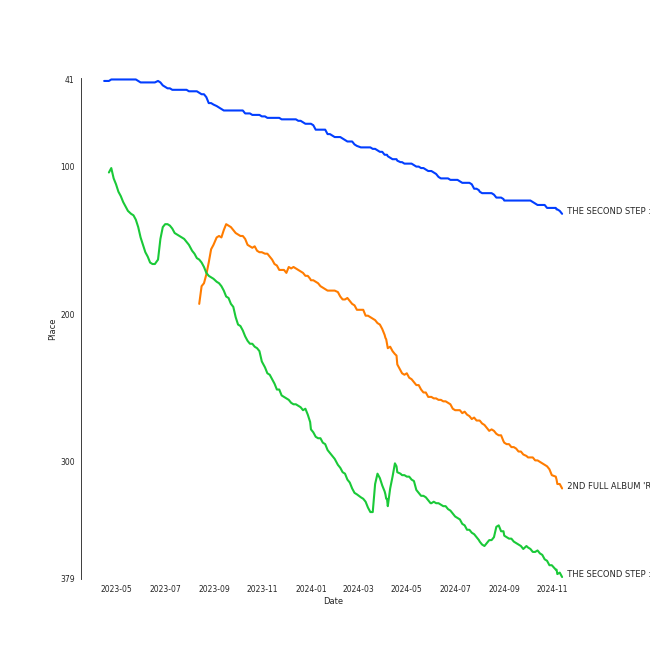 41
100
200
300
379
Place
2023-05 2023-07 2023-09 2023-11 2024-01 2024-03 2024-05 2024-07 2024-09 2024-11
Date
THE SECOND STEP :
2ND FULL ALBUM 'R
THE SECOND STEP :